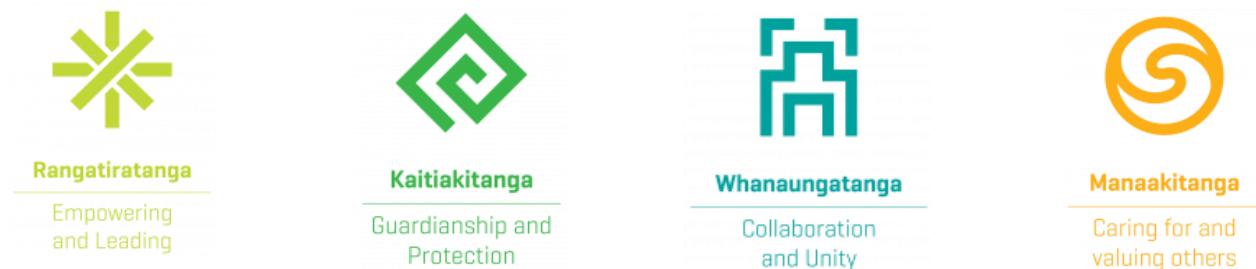 Rangatiratanga
Empowering
and Leading
Kaitiakitanga
Guardianship and
Protection
Whanaungatanga
Collaboration
and Unity
Manaakitanga
Caring for and
valuing others